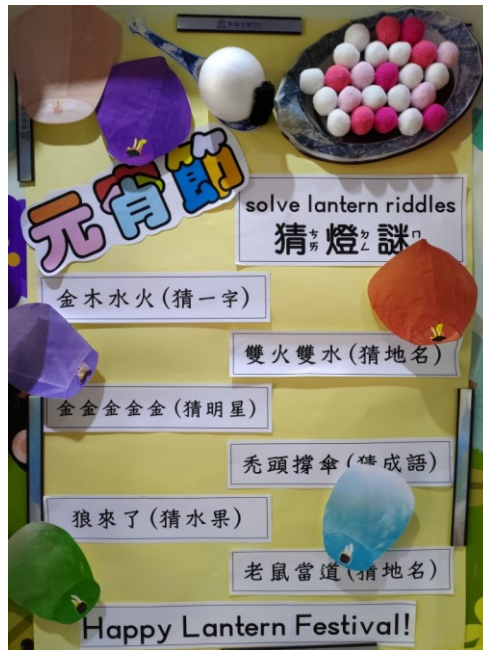 元宵節
solve lantern riddles
猜ㄘㄞ燈ㄉㄥ謎ㄇㄧˊ
金木水火(猜一字)
雙火雙水(猜地名)
金金金金金(猜明星)
禿頭撐傘(猜成語)
狼來了(猜水果)
老鼠當道(猜地名)
Happy Lantern Festival!